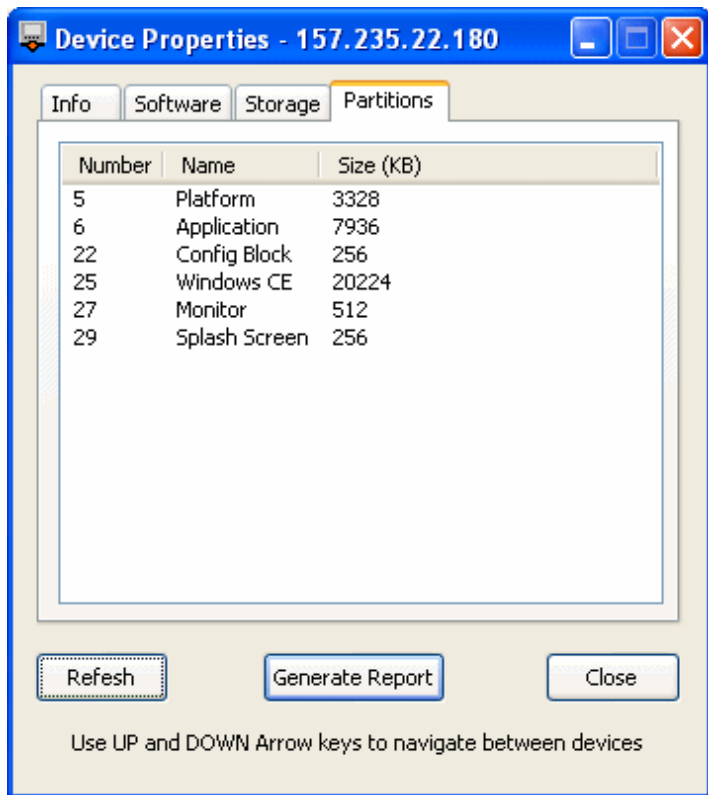 Device Properties - 157.235.22.180
Info Software Storage Partitions
Number Name Size (KB)
5 Platform 3328
6 Application 7936
22 Config Block 256
25 Windows CE 20224
27 Monitor 512
29 Splash Screen 256
Refesh Generate Report Close
Use UP and DOWN Arrow keys to navigate between devices